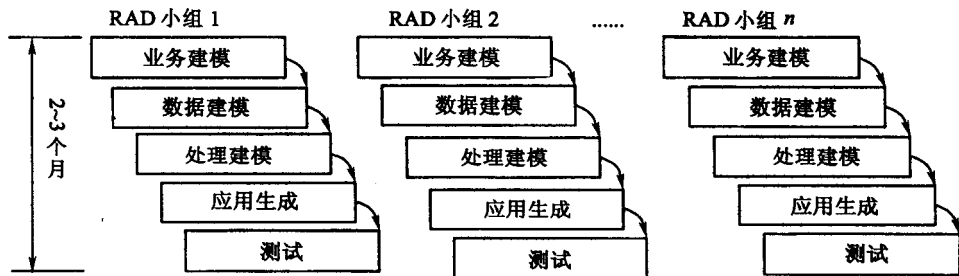 RAD 小组 1 RAD 小组 2 …… RAD 小组 n
业务建模 业务建模 业务建模
数据建模 数据建模 数据建模
处理建模 处理建模 处理建模
应用生成 应用生成 应用生成
测试 测试 测试
2~3 个月